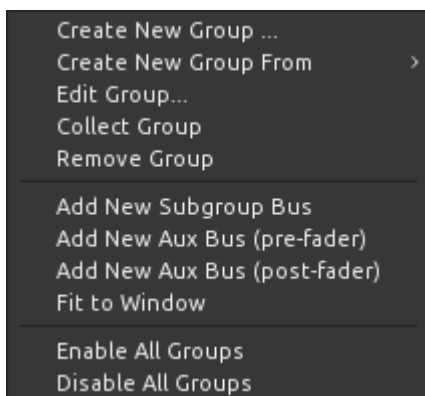 Create New Group ...
Create New Group From >
Edit Group...
Collect Group
Remove Group
Add New Subgroup Bus
Add New Aux Bus (pre-fader)
Add New Aux Bus (post-fader)
Fit to Window
Enable All Groups
Disable All Groups